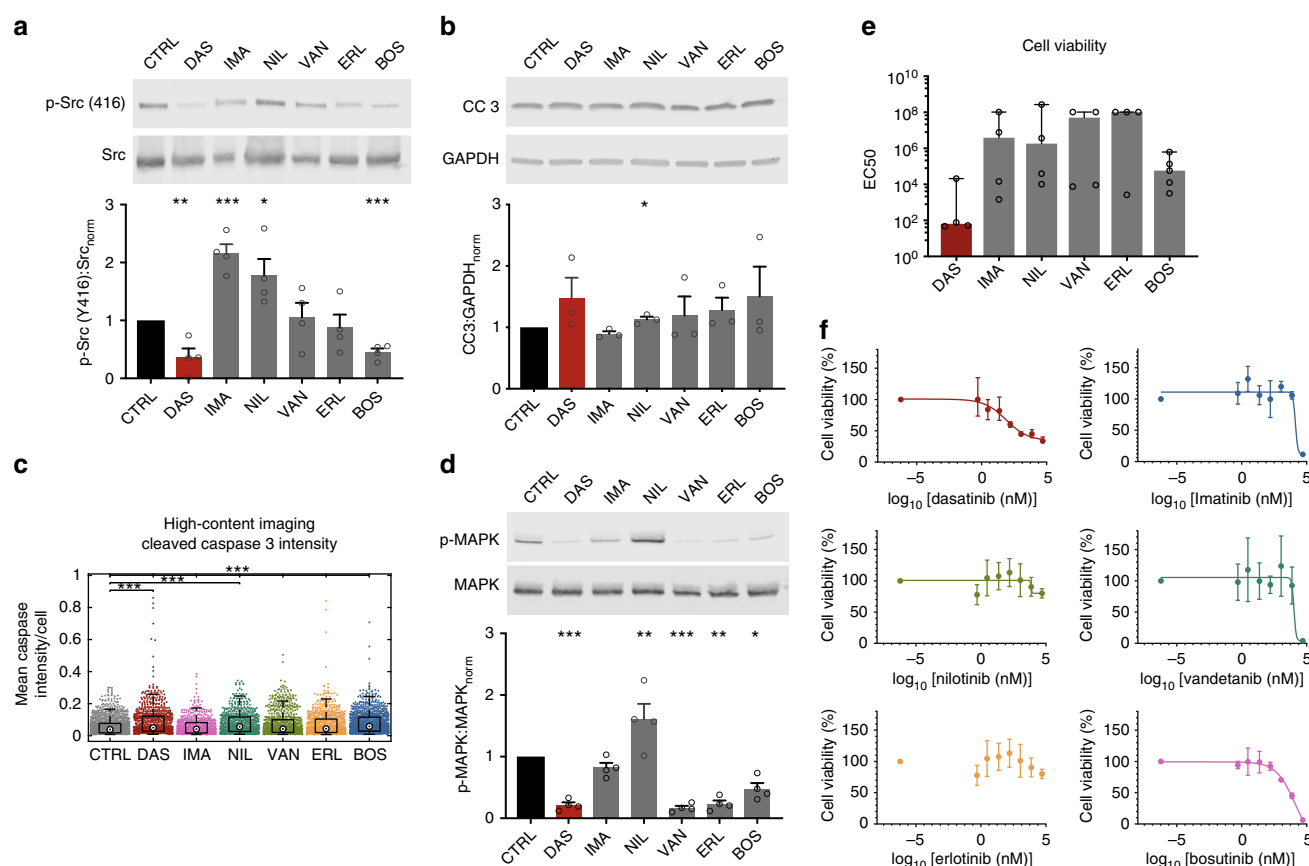 a
CTRL DAS IMA NIL VAN ERL BOS
p-Src (416)
Src
** *** * ***
3
2
1
0
p-Src (Y416):Src norm
CTRL DAS IMA NIL VAN ERL BOS
b
CTRL DAS IMA NIL VAN ERL BOS
CC 3
GAPDH
*
3
2
1
0
CC3:GAPDH norm
CTRL DAS IMA NIL VAN ERL BOS
c
High-content imaging
cleaved caspase 3 intensity
***
***
***
1
0.8
0.6
0.4
0.2
0
Mean caspase
intensity/cell
CTRL DAS IMA NIL VAN ERL BOS
d
CTRL DAS IMA NIL VAN ERL BOS
p-MAPK
MAPK
*** ** *** ** *
3
2
1
0
p-MAPK:MAPK norm
CTRL DAS IMA NIL VAN ERL BOS
e
Cell viability
10^10
10^8
10^6
10^4
10^2
10^0
EC50
DAS IMA NIL VAN ERL BOS
f
Cell viability (%)
150
100
50
0
−5 0 5
log10 [dasatinib (nM)]
Cell viability (%)
150
100
50
0
−5 0 5
log10 [Imatinib (nM)]
Cell viability (%)
150
100
50
0
−5 0 5
log10 [nilotinib (nM)]
Cell viability (%)
150
100
50
0
−5 0 5
log10 [vandetanib (nM)]
Cell viability (%)
150
100
50
0
−5 0 5
log10 [erlotinib (nM)]
Cell viability (%)
150
100
50
0
−5 0 5
log10 [bosutinib (nM)]